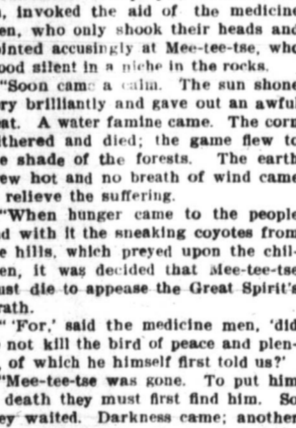 , invoked the aid of the medicine
en, who only shook their heads and
ointed accusingly at Mee-tee-tse, who
ood silent in a niche in the rocks.
"Soon came a calm. The sun shone
ry brilliantly and gave out an awful
at. A water famine came. The corn
ithered and died; the game flew to
e shade of the forests. The earth
ew hot and no breath of wind came
relieve the suffering.
"When hunger came to the people
d with it the sneaking coyotes from
e hills, which preyed upon the chil-
en, it was decided that Mee-tee-tse
ust die to appease the Great Spirit's
rath.
"'For,' said the medicine men, 'did
not kill the bird of peace and plen-
, of which he himself first told us?'
"Mee-tee-tse was gone. To put him
death they must first find him. So
ey waited. Darkness came; another